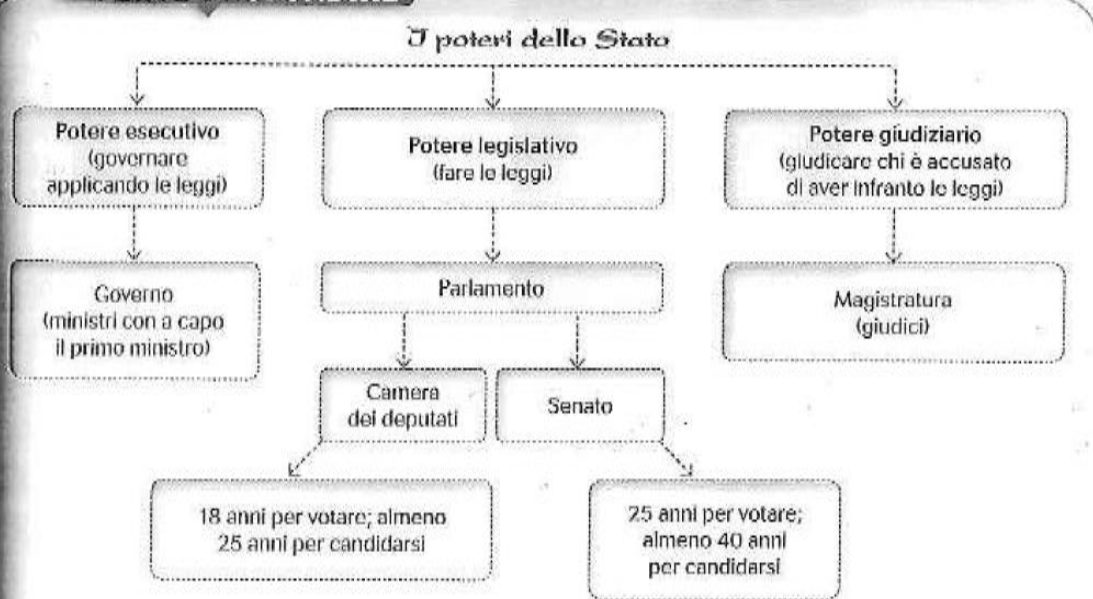 I poteri dello Stato
Potere esecutivo
(governare
applicando le leggi)
Potere legislativo
(fare le leggi)
Potere giudiziario
(giudicare chi è accusato
di aver infranto le leggi)
Governo
(ministri con a capo
il primo ministro)
Parlamento
Magistratura
(giudici)
Camera
dei deputati
Senato
18 anni per votare; almeno
25 anni per candidarsi
25 anni per votare;
almeno 40 anni
per candidarsi